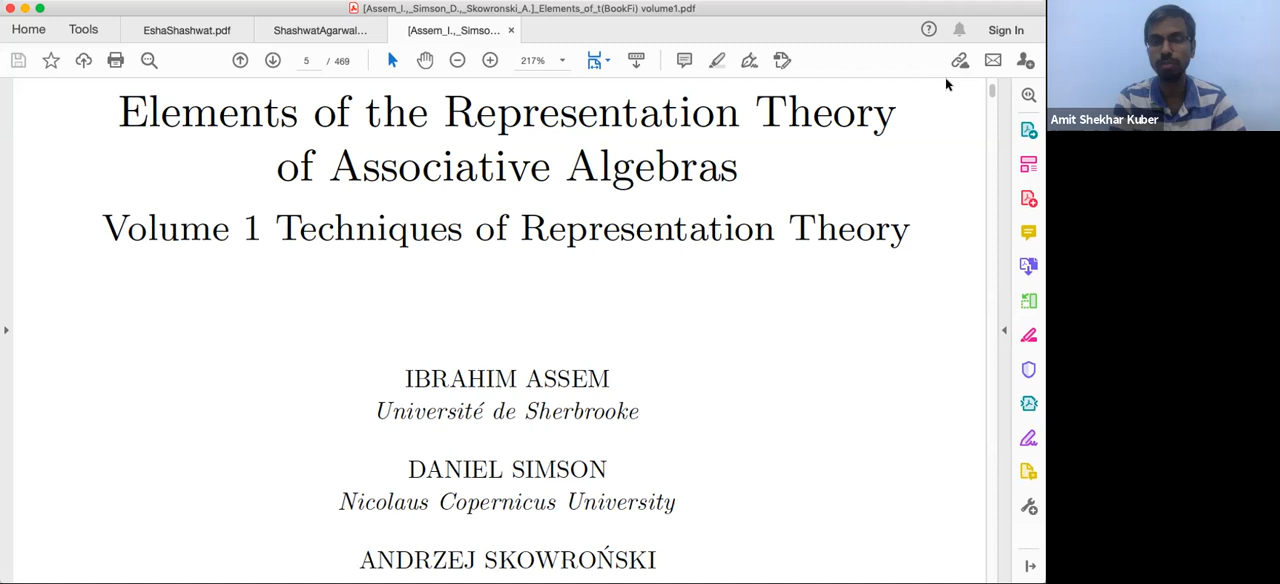 [Assem_I.,_Simson_D.,_Skowronski_A.]_Elements_of_t(BookFi) volume1.pdf
Home Tools EshaShashwat.pdf ShashwatAgarwal... [Assem_I.,_Simso... × Sign In
5 / 469 217%
Elements of the Representation Theory
of Associative Algebras
Volume 1 Techniques of Representation Theory
IBRAHIM ASSEM
Université de Sherbrooke
DANIEL SIMSON
Nicolaus Copernicus University
ANDRZEJ SKOWROŃSKI
Amit Shekhar Kuber